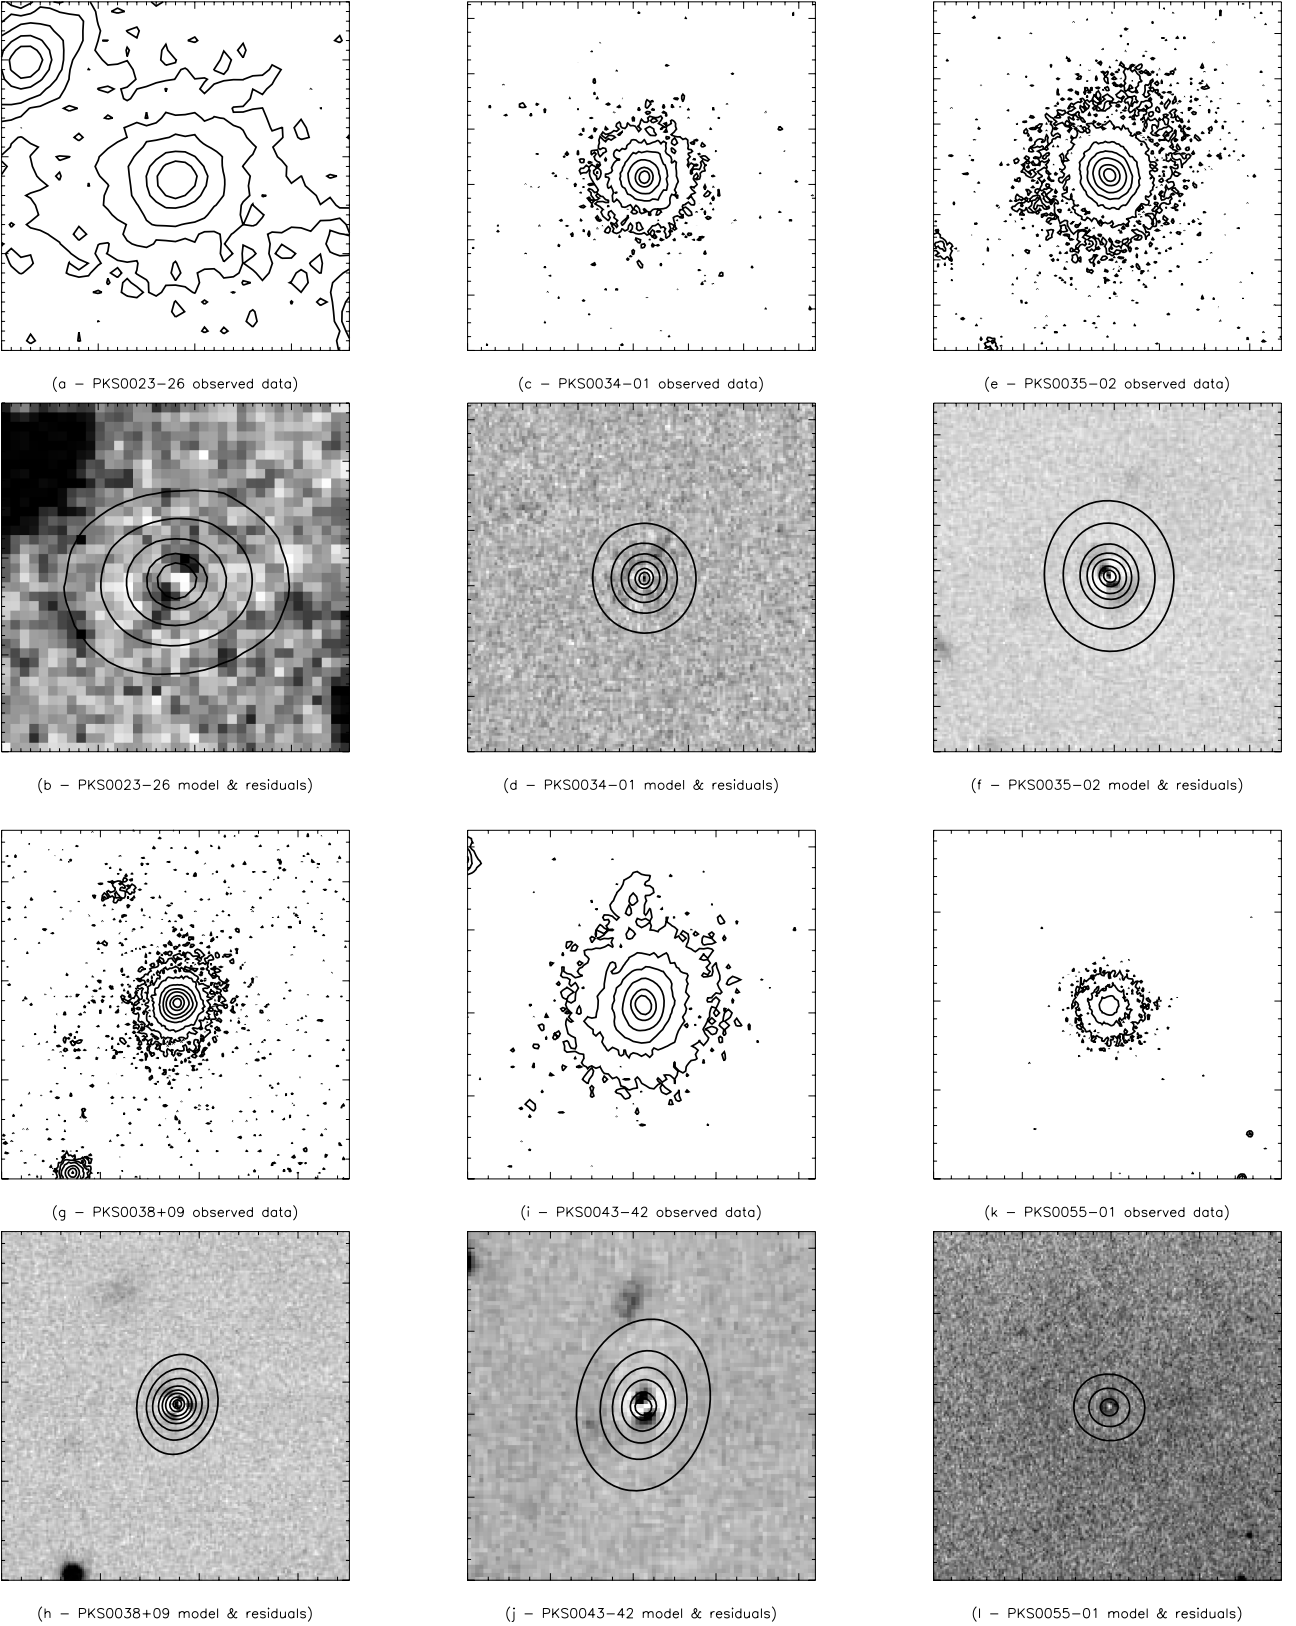 (a − PKS0023−26 observed data)
(c − PKS0034−01 observed data)
(e − PKS0035−02 observed data)
(b − PKS0023−26 model & residuals)
(d − PKS0034−01 model & residuals)
(f − PKS0035−02 model & residuals)
(g − PKS0038+09 observed data)
(i − PKS0043−42 observed data)
(k − PKS0055−01 observed data)
(h − PKS0038+09 model & residuals)
(j − PKS0043−42 model & residuals)
(l − PKS0055−01 model & residuals)